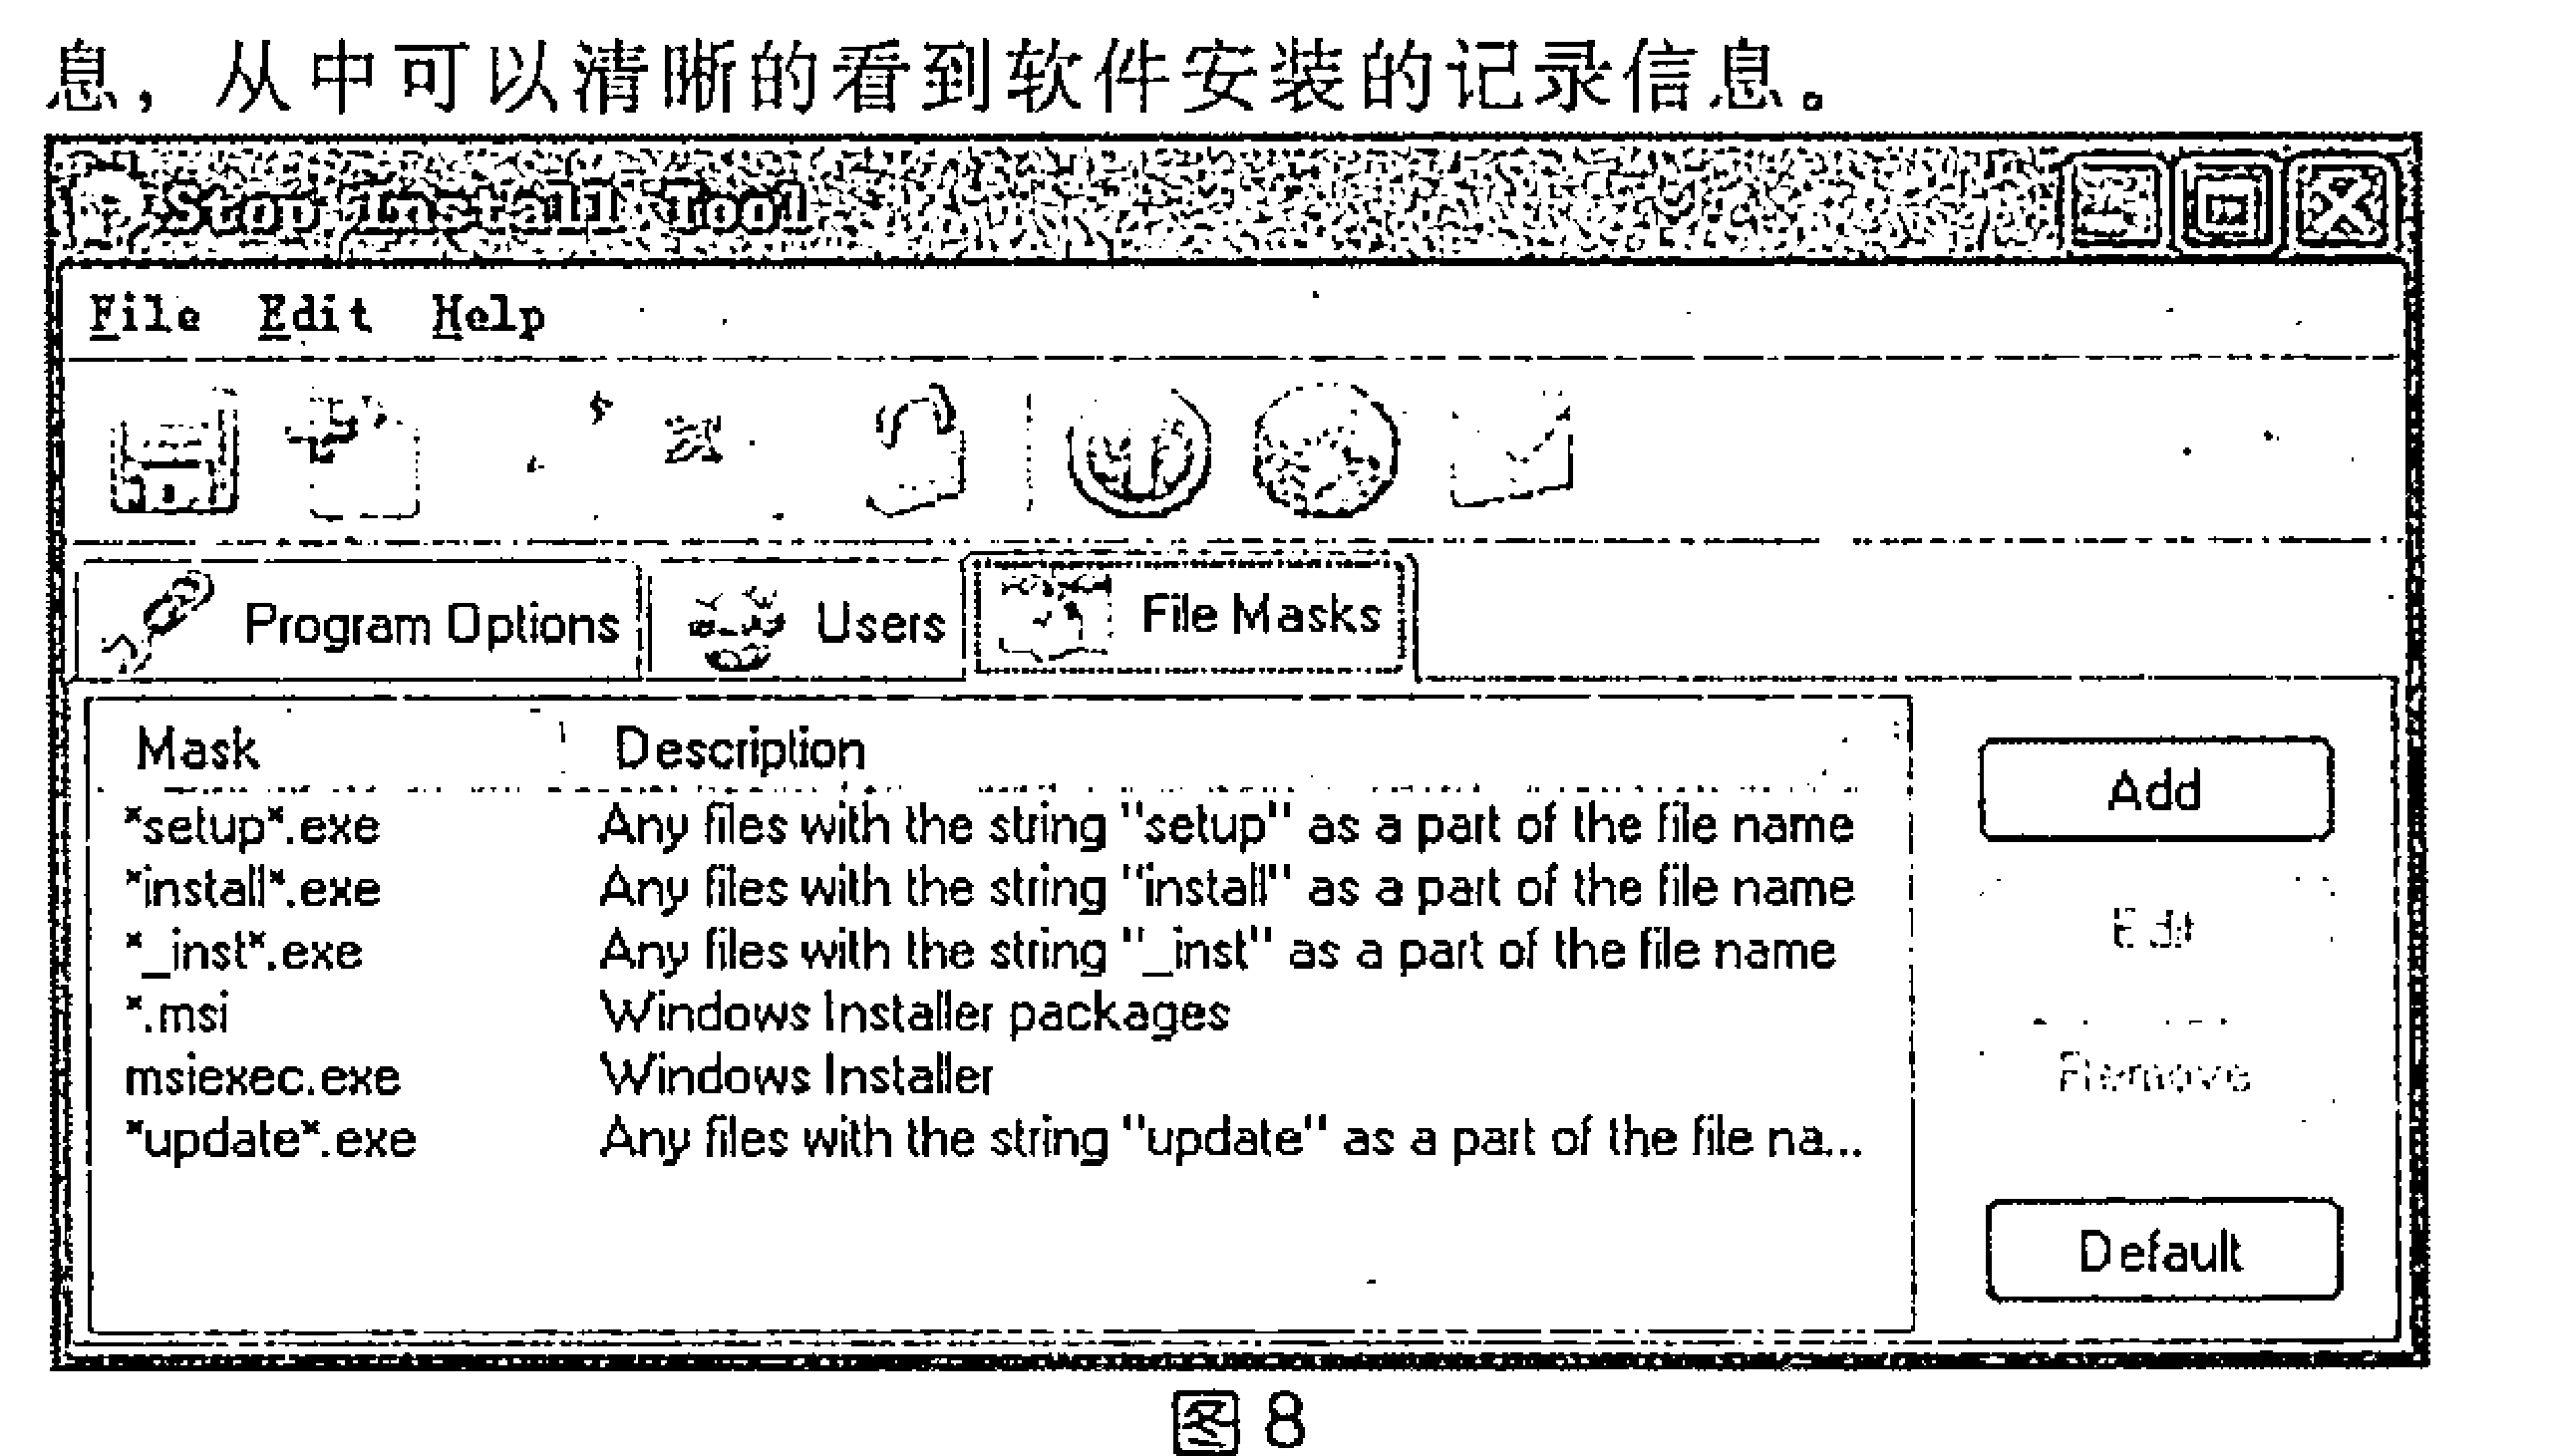 息，从中可以清晰的看到软件安装的记录信息。
Stop Install Tool
File Edit Help
Program Options Users File Masks
Mask Description
*setup*.exe Any files with the string "setup" as a part of the file name
*install*.exe Any files with the string "install" as a part of the file name
*_inst*.exe Any files with the string "_inst" as a part of the file name
*.msi Windows Installer packages
msiexec.exe Windows Installer
*update*.exe Any files with the string "update" as a part of the file na...
Add
Edit
Remove
Default
图 8